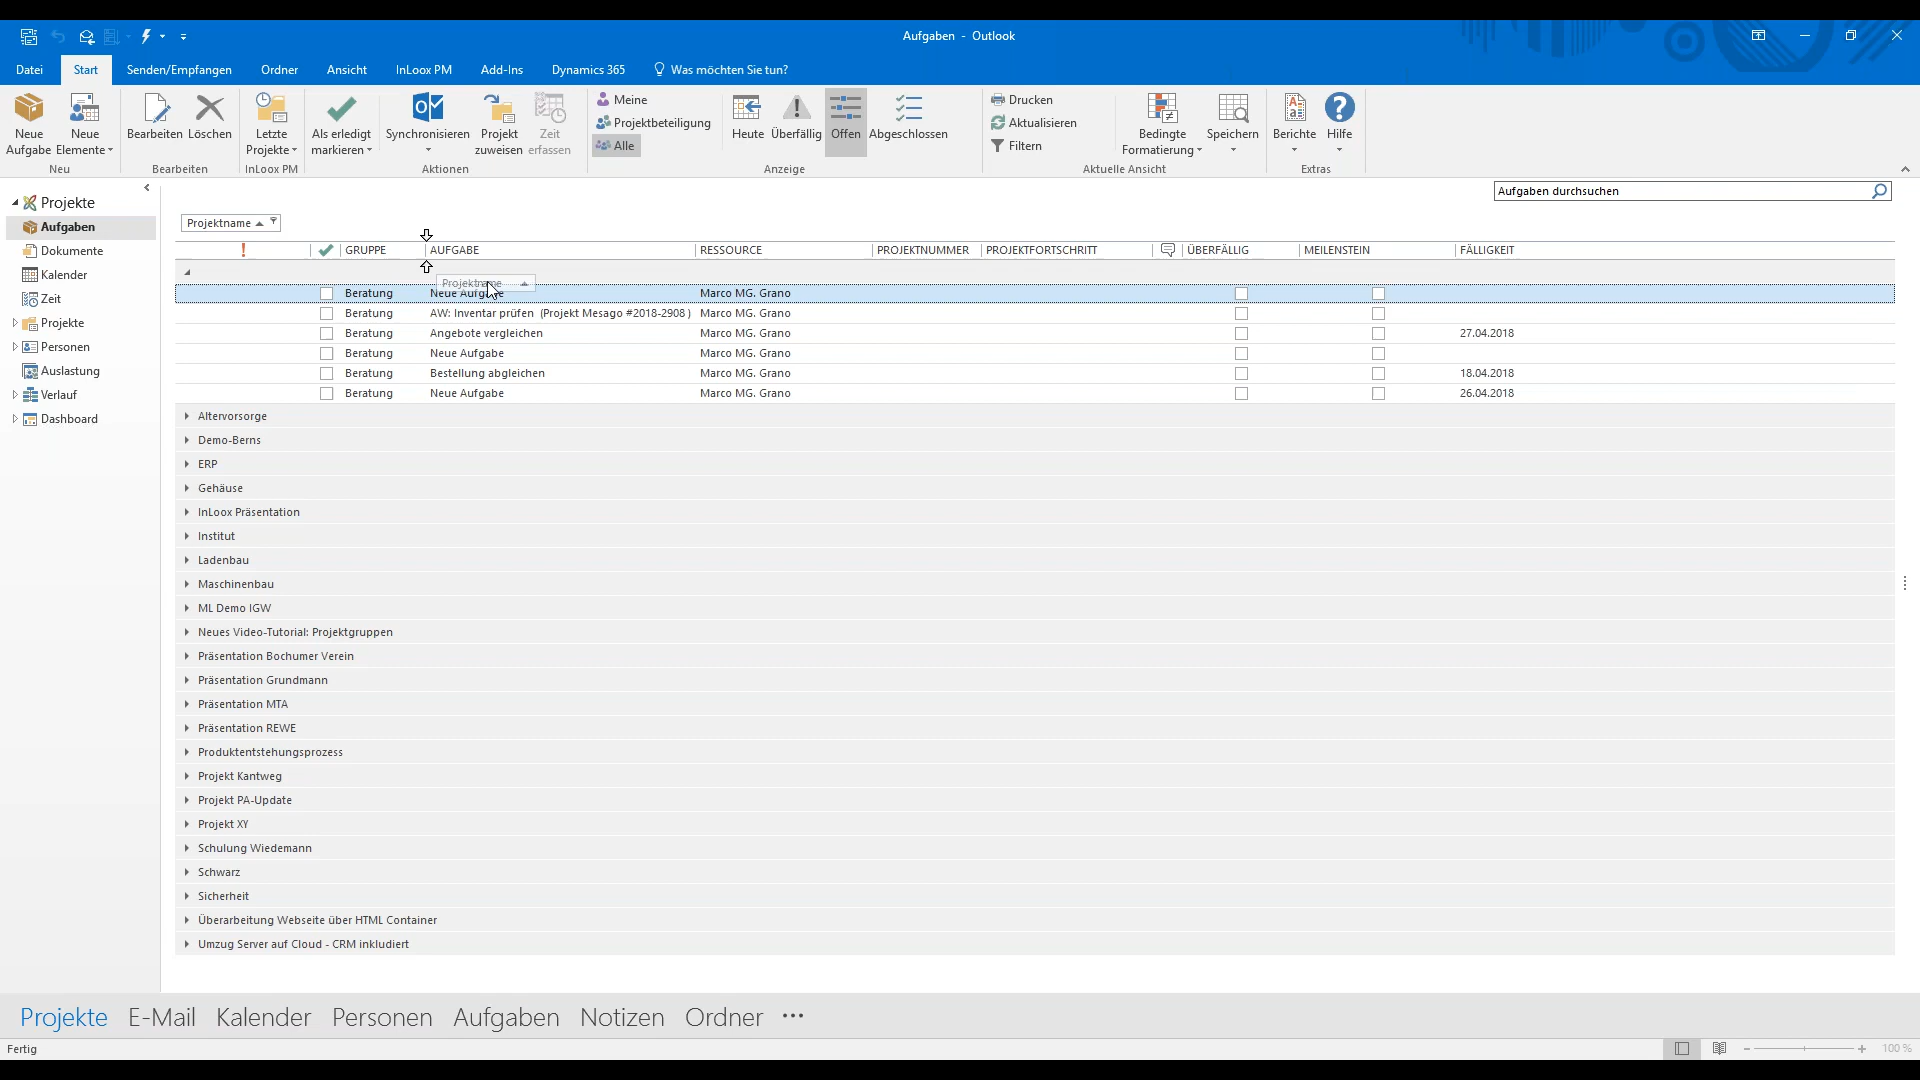 Aufgaben - Outlook
Datei Start Senden/Empfangen Ordner Ansicht InLoox PM Add-Ins Dynamics 365 Was möchten Sie tun?
Neue Aufgabe
Neue Elemente
Neu
Bearbeiten
Löschen
Bearbeiten
Letzte Projekte
InLoox PM
Als erledigt markieren
Synchronisieren
Projekt zuweisen
Zeit erfassen
Aktionen
Meine
Projektbeteiligung
Alle
Heute
Überfällig
Offen
Abgeschlossen
Anzeige
Drucken
Aktualisieren
Filtern
Bedingte Formatierung
Speichern
Aktuelle Ansicht
Berichte
Hilfe
Extras
Aufgaben durchsuchen
Projekte
Aufgaben
Dokumente
Kalender
Zeit
Projekte
Personen
Auslastung
Verlauf
Dashboard
Projektname
! GRUPPE AUFGABE RESSOURCE PROJEKTNUMMER PROJEKTFORTSCHRITT ÜBERFÄLLIG MEILENSTEIN FÄLLIGKEIT
Projektname
Beratung Neue Aufgabe Marco MG. Grano
Beratung AW: Inventar prüfen (Projekt Mesago #2018-2908 ) Marco MG. Grano
Beratung Angebote vergleichen Marco MG. Grano 27.04.2018
Beratung Neue Aufgabe Marco MG. Grano
Beratung Bestellung abgleichen Marco MG. Grano 18.04.2018
Beratung Neue Aufgabe Marco MG. Grano 26.04.2018
Altervorsorge
Demo-Berns
ERP
Gehäuse
InLoox Präsentation
Institut
Ladenbau
Maschinenbau
ML Demo IGW
Neues Video-Tutorial: Projektgruppen
Präsentation Bochumer Verein
Präsentation Grundmann
Präsentation MTA
Präsentation REWE
Produktentstehungsprozess
Projekt Kantweg
Projekt PA-Update
Projekt XY
Schulung Wiedemann
Schwarz
Sicherheit
Überarbeitung Webseite über HTML Container
Umzug Server auf Cloud - CRM inkludiert
Projekte E-Mail Kalender Personen Aufgaben Notizen Ordner ...
Fertig
100 %